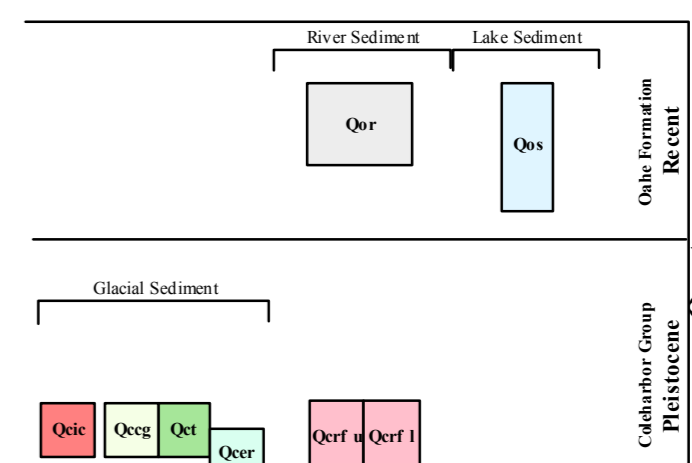 River Sediment
Lake Sediment
Qor
Qos
Oahe Formation
Recent
Glacial Sediment
Coleharbor Group
Pleistocene
Qcic
Qccg
Qct
Qcer
Qcrf u
Qcrf l